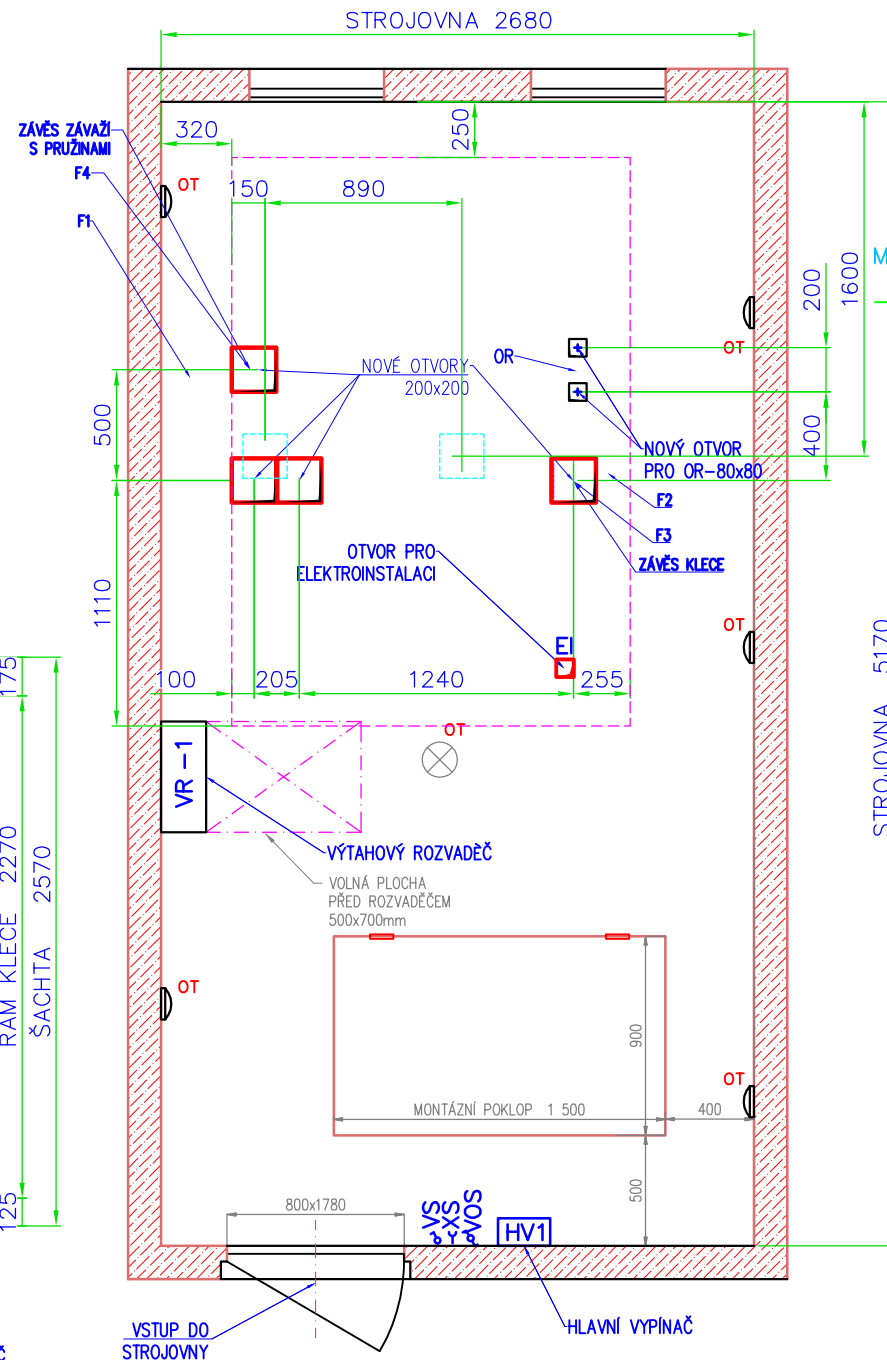 STROJOVNA 2680
ZÁVĚS ZÁVAŽÍ
S PRUŽINAMI
320
250
F4
OT
150
890
F1
1600
200
M
OT
NOVÉ OTVORY
200x200
OR
500
400
NOVÝ OTVOR
PRO OR-80x80
F2
F3
ZÁVĚS KLECE
OTVOR PRO
ELEKTROINSTALACI
1110
EI
OT
STROJOVNA 5170
175
100
205
1240
255
OT
VR-1
VÝTAHOVÝ ROZVADĚČ
VOLNÁ PLOCHA
PŘED ROZVADĚČEM
500x700mm
RÁM KLECE 2270
ŠACHTA 2570
OT
900
OT
MONTÁZNÍ POKLOP 1 500
400
500
125
800x1780
VS
XS
VOS
HV1
VSTUP DO
STROJOVNY
HLAVNÍ VYPÍNAČ